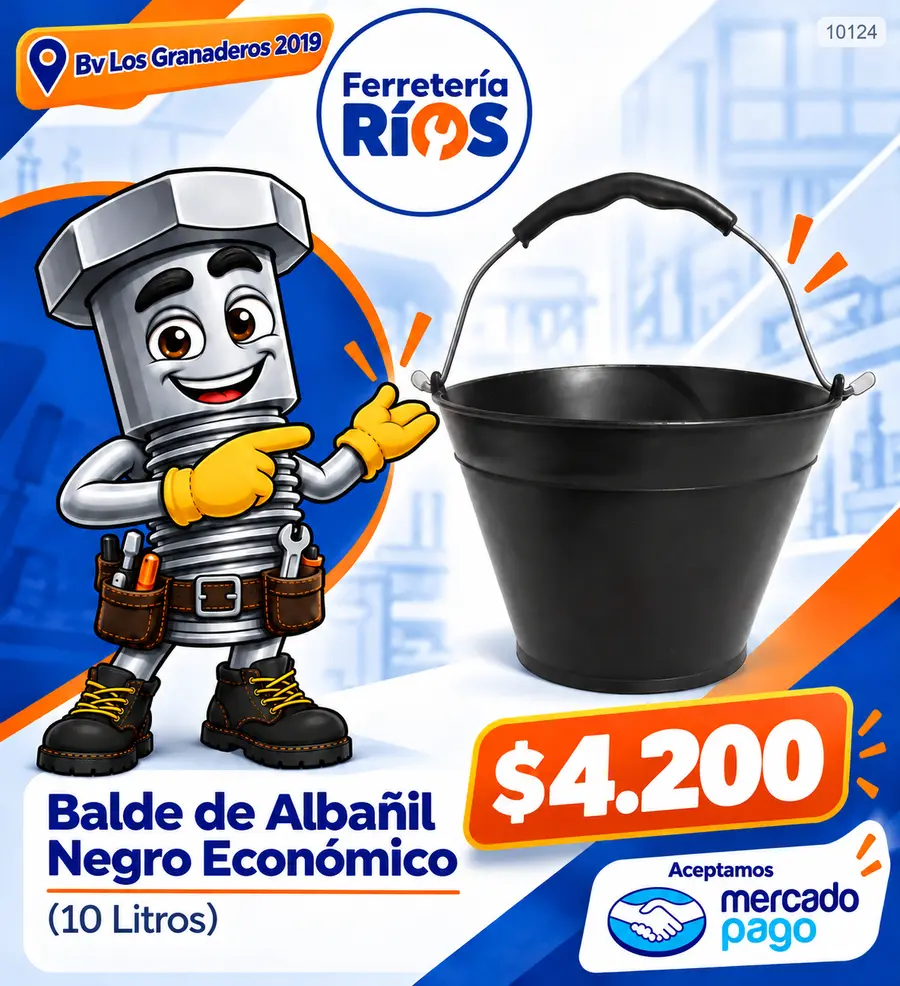 Bv Los Granaderos 2019
Ferretería
RÍOS
10124
$4.200
Balde de Albañil
Negro Económico
(10 Litros)
Aceptamos
mercado
pago